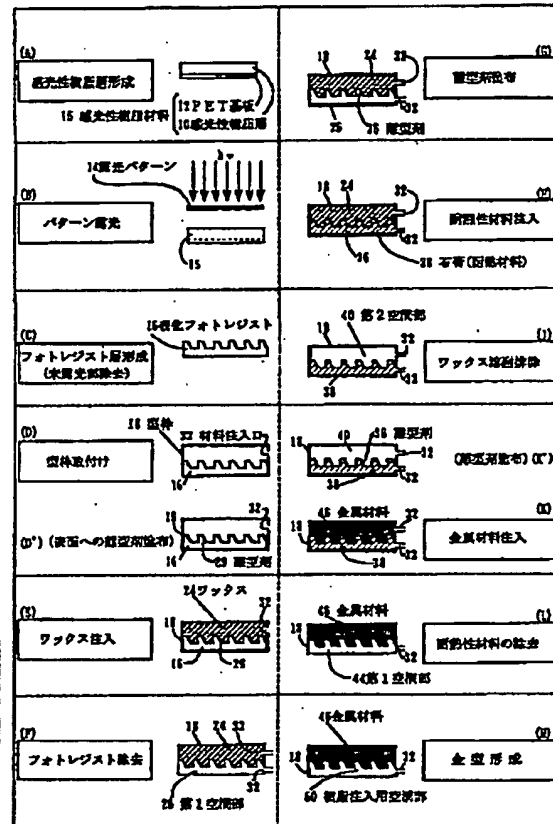 (A)
感光性樹脂層形成
12PET基板
10感光性樹脂層
15 感光性樹脂材料
(B)
パターン露光
14露光パターン
hν
15
(C)
フォトレジスト層形成
(未露光部除去)
16硬化フォトレジスト
(D)
型枠取付け
18 型枠
32 材料注入口
16
(D') (表面への離型剤塗布)
18
32
16
20 離型剤
ワックス注入
24ワックス
32
18
16
(F)
フォトレジスト除去
18
24
32
32
第1空洞部
(G)
離型剤塗布
18
24
32
32
離型剤
耐熱性材料注入
18
24
32
32
38 石膏(耐熱材料)
ワックス溶融排除
40 第2空洞部
18
32
32
38
(離型剤塗布)
40
36 離型剤
18
32
32
38
金属材料注入
金属材料
32
18
32
38
(L)
耐熱性材料の除去
金属材料
18
32
44第1空洞部
金型形成
金属材料
18
50 樹脂注入用空洞部